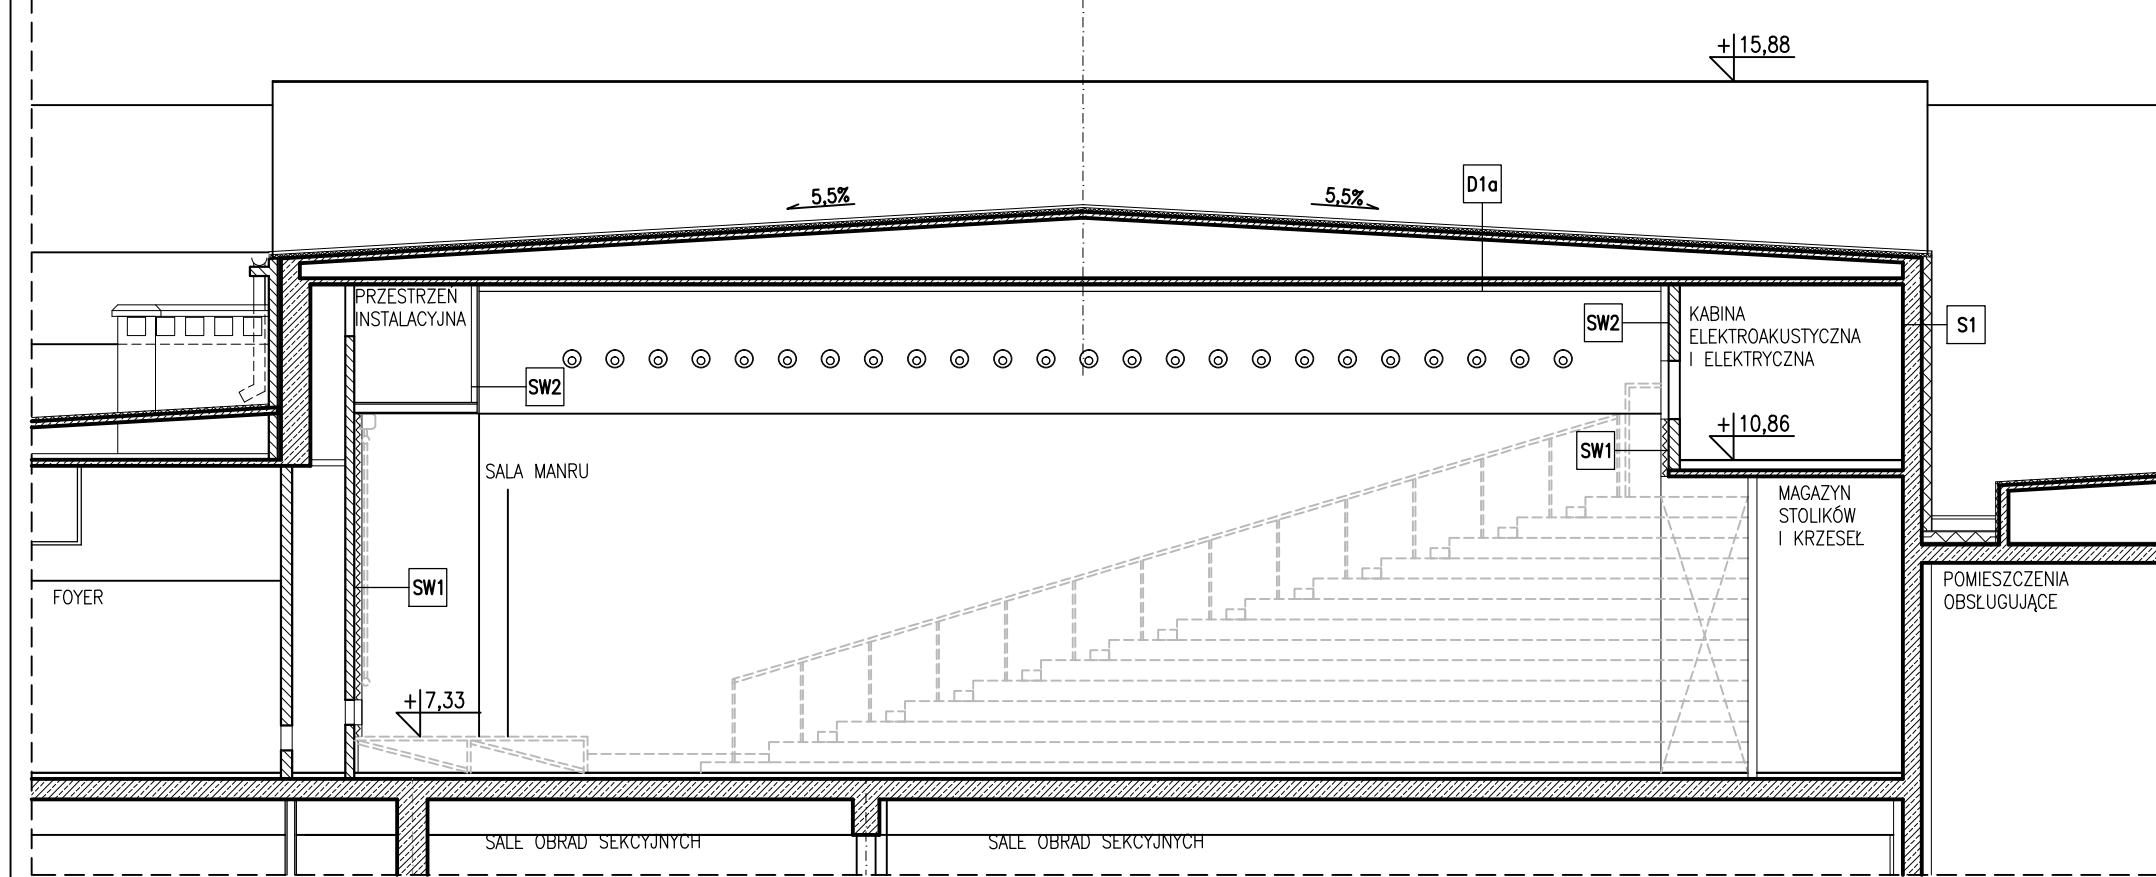 +15,88
5,5%
5,5%
D1a
PRZESTRZEŃ
INSTALACYJNA
SW2
SW2
KABINA
ELEKTROAKUSTYCZNA
I ELEKTRYCZNA
S1
+10,86
SW1
SALA MANRU
MAGAZYN
STOLIKÓW
I KRZESEŁ
SW1
FOYER
POMIESZCZENIA
OBSŁUGUJĄCE
+7,33
SALE OBRAD SEKCYJNYCH
SALE OBRAD SEKCYJNYCH